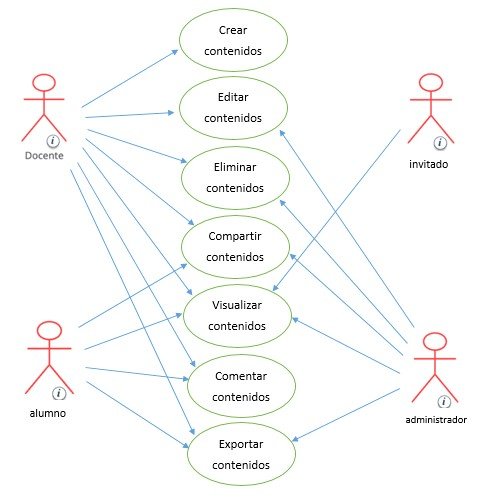 Crear
contenidos
Editar
contenidos
Docente
invitado
Eliminar
contenidos
Compartir
contenidos
Visualizar
contenidos
Comentar
contenidos
alumno
administrador
Exportar
contenidos
i
i
i
i